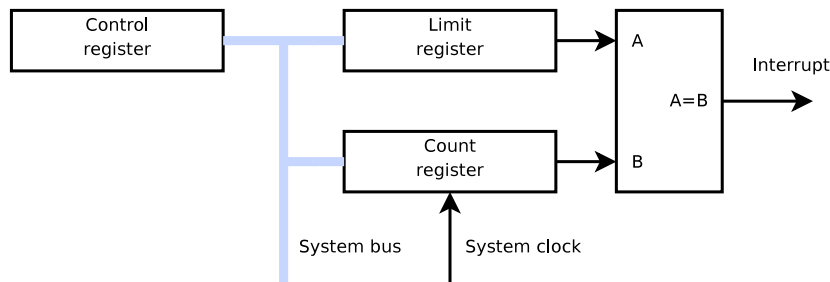 Control
register
Limit
register
A
Interrupt
A=B
Count
register
B
System bus
System clock